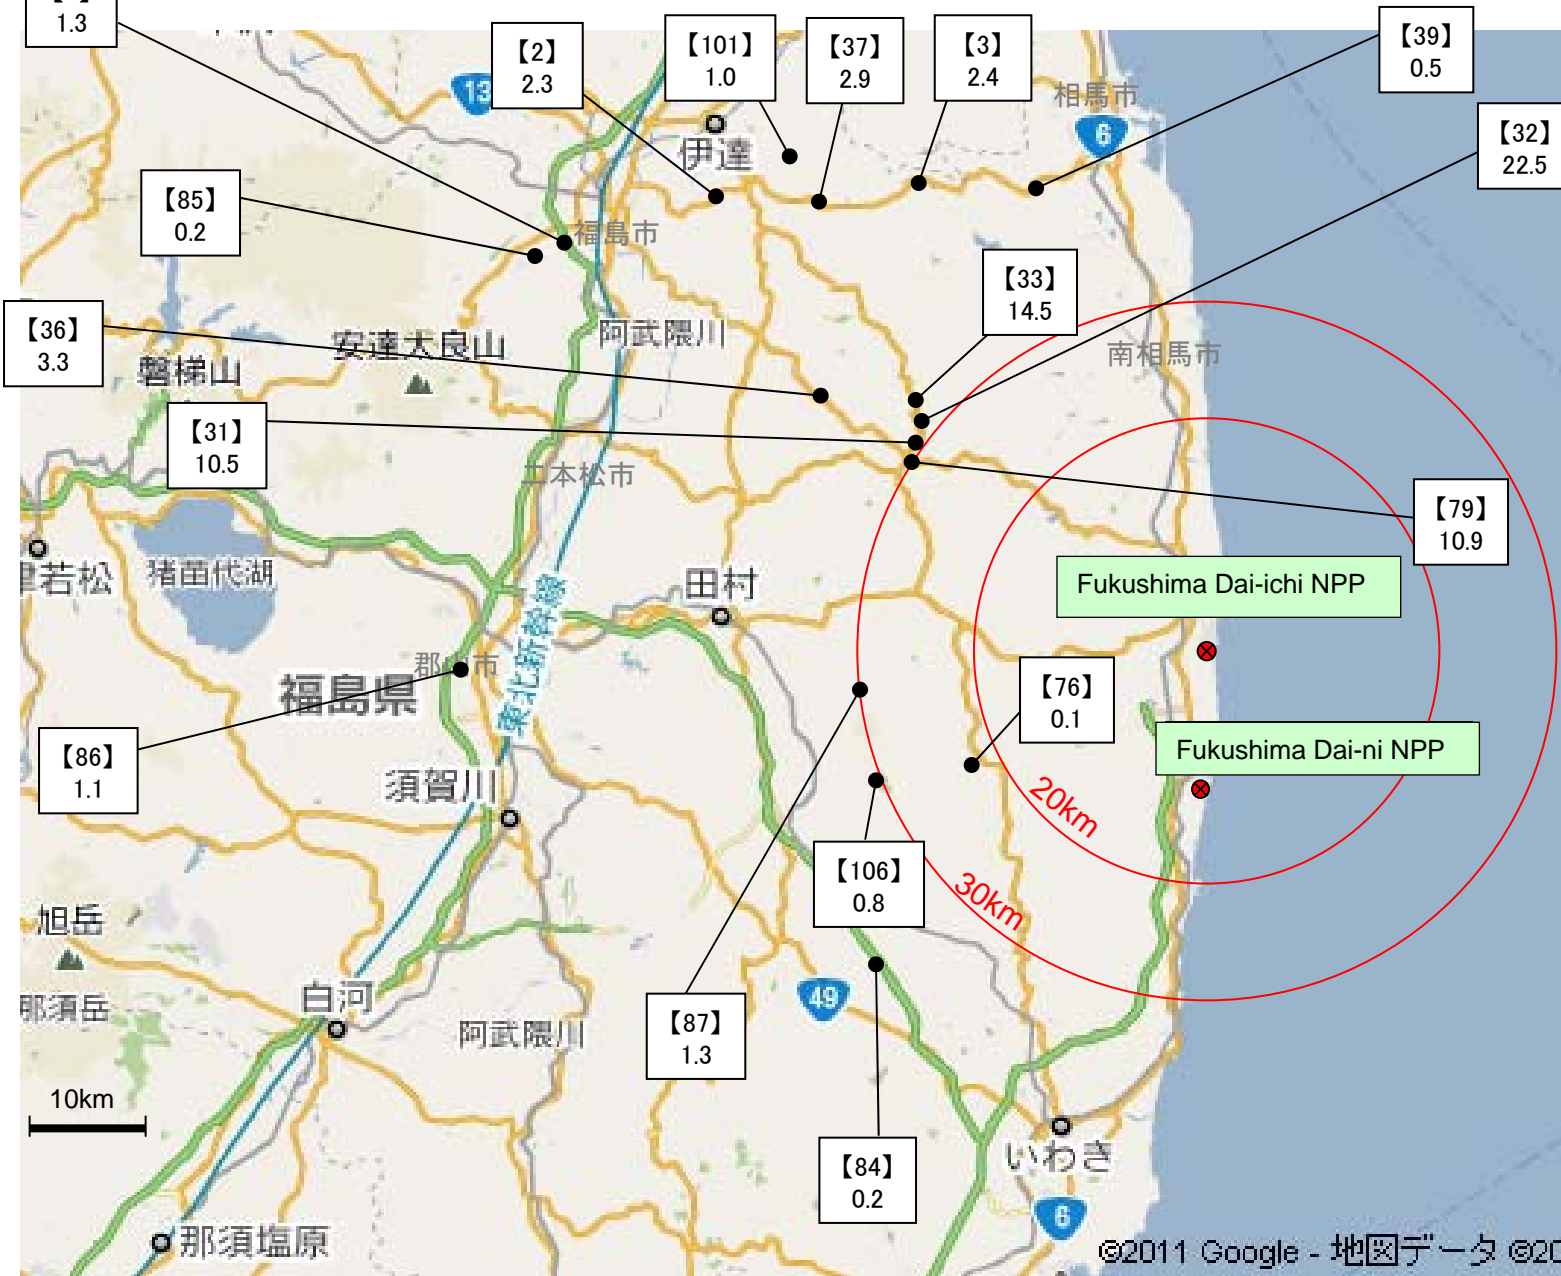 1.3
【2】
2.3
【101】
1.0
【37】
2.9
【3】
2.4
【39】
0.5
13
相馬市
6
伊達
【32】
22.5
【85】
0.2
福島市
【33】
14.5
【36】
3.3
安達太良山
阿武隈川
南相馬市
磐梯山
【31】
10.5
二本松市
【79】
10.9
津若松
猪苗代湖
田村
Fukushima Dai-ichi NPP
東北新幹線
郡山市
福島県
【76】
0.1
Fukushima Dai-ni NPP
【86】
1.1
須賀川
20km
【106】
0.8
30km
旭岳
那須岳
白河
49
阿武隈川
【87】
1.3
10km
いわき
【84】
0.2
6
那須塩原
©2011 Google - 地図データ ©20